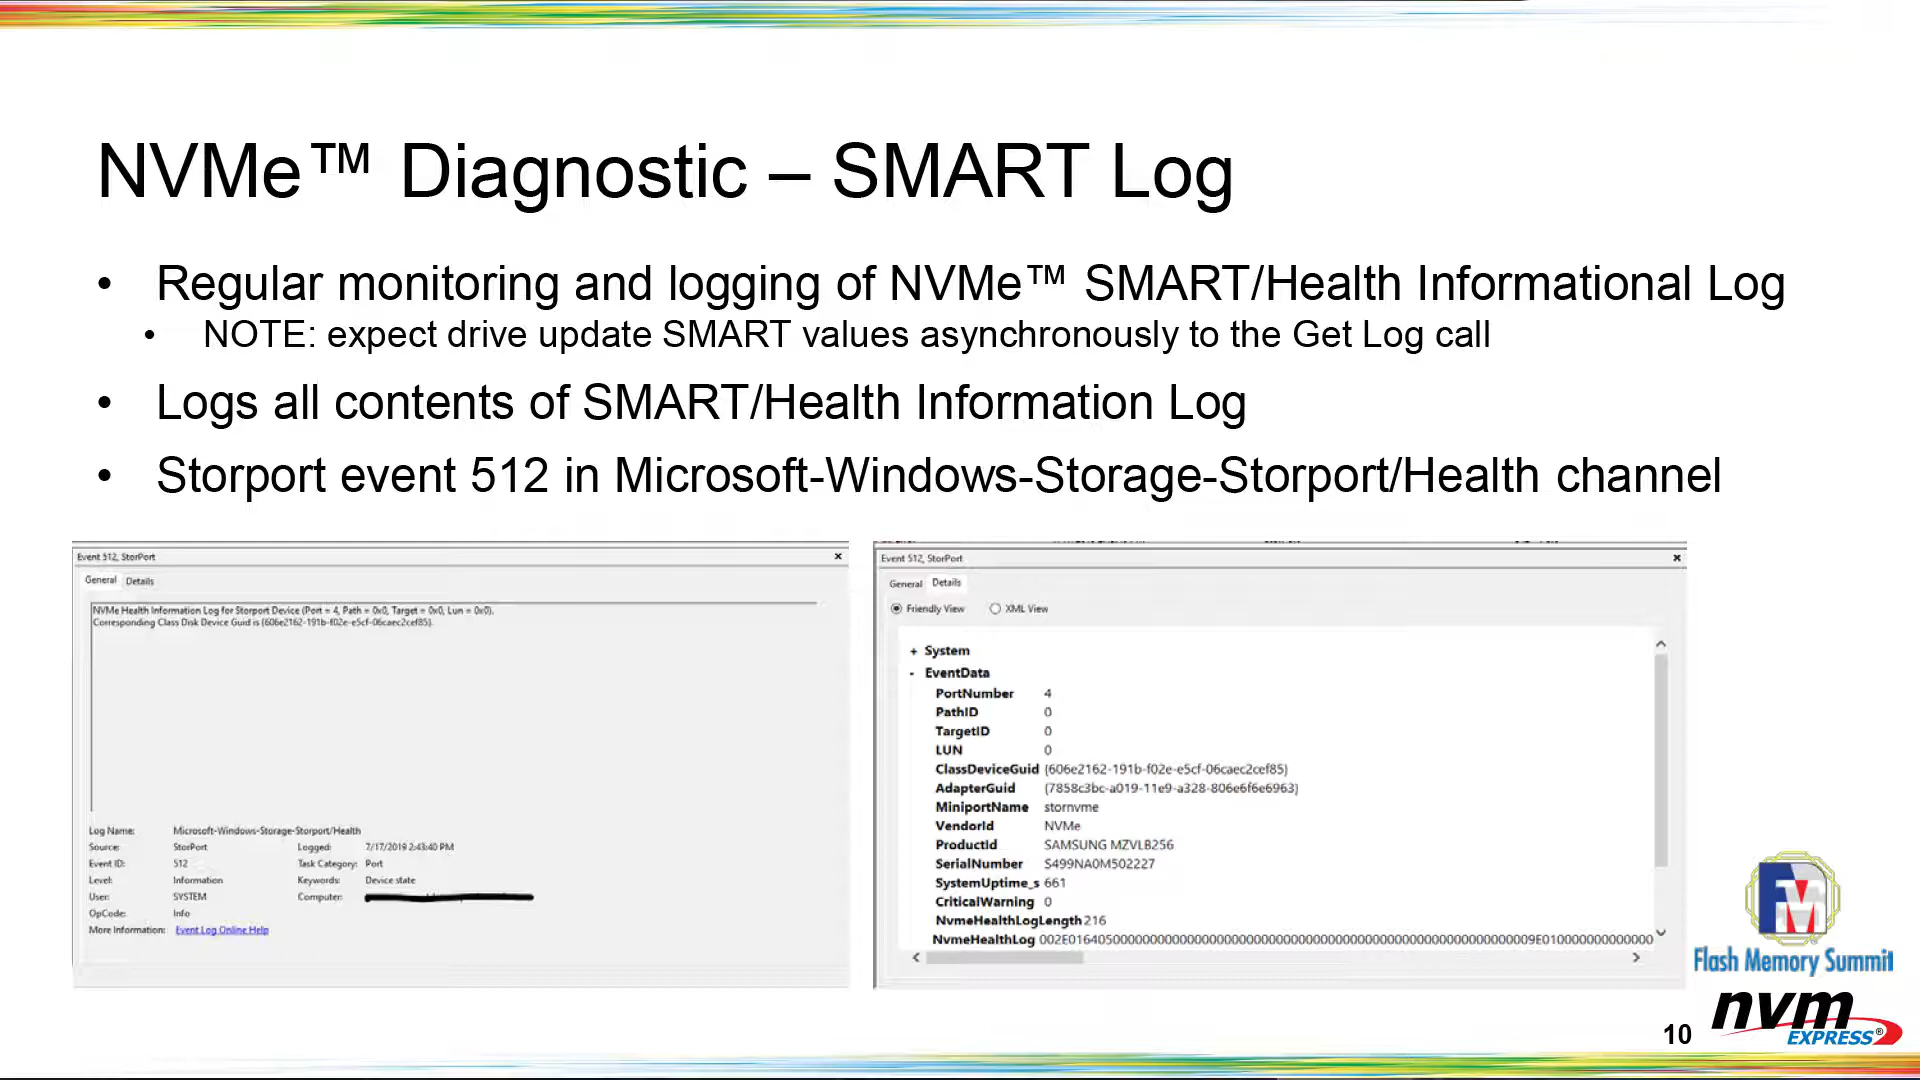 NVMe™ Diagnostic – SMART Log
• Regular monitoring and logging of NVMe™ SMART/Health Informational Log
• NOTE: expect drive update SMART values asynchronously to the Get Log call
• Logs all contents of SMART/Health Information Log
• Storport event 512 in Microsoft-Windows-Storage-Storport/Health channel
Event 512, StorPort
General Details
NVMe Health Information Log for Storport Device (Port = 4, Path = 0x0, Target = 0x0, Lun = 0x0).
Corresponding Class Disk Device Guid is {606e2162-191b-f02e-e5cf-06caec2cef85}.
Log Name: Microsoft-Windows-Storage-Storport/Health
Source: StorPort Logged: 7/17/2019 2:43:40 PM
Event ID: 512 Task Category: Port
Level: Information Keywords: Device state
User: SYSTEM Computer:
OpCode: Info
More Information: Event Log Online Help
Event 512, StorPort
General Details
Friendly View XML View
+ System
- EventData
PortNumber 4
PathID 0
TargetID 0
LUN 0
ClassDeviceGuid {606e2162-191b-f02e-e5cf-06caec2cef85}
AdapterGuid {7858c3bc-a019-11e9-a328-806e6f6e6963}
MiniportName stornvme
VendorId NVMe
ProductId SAMSUNG MZVLB256
SerialNumber S499NA0M502227
SystemUptime_s 661
CriticalWarning 0
NvmeHealthLogLength 216
NvmeHealthLog
Flash Memory Summit
nvm
EXPRESS®
10